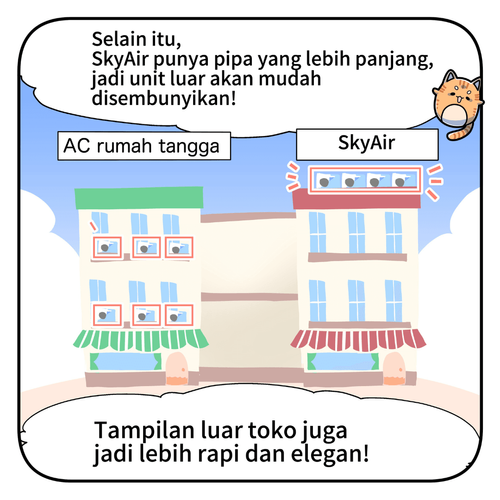 Selain itu,
SkyAir punya pipa yang lebih panjang,
jadi unit luar akan mudah
disembunyikan!
AC rumah tangga
SkyAir
Tampilan luar toko juga
jadi lebih rapi dan elegan!